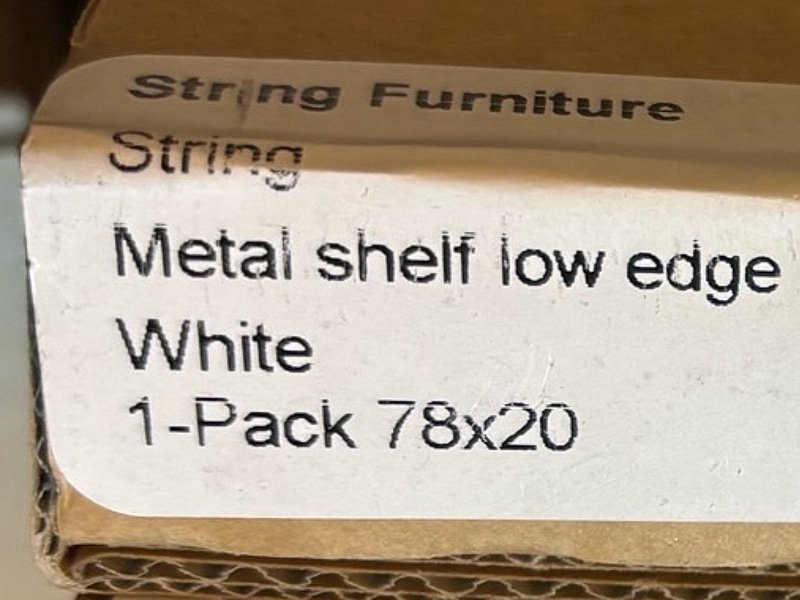 String Furniture
String
Metal shelf low edge
White
1-Pack 78x20